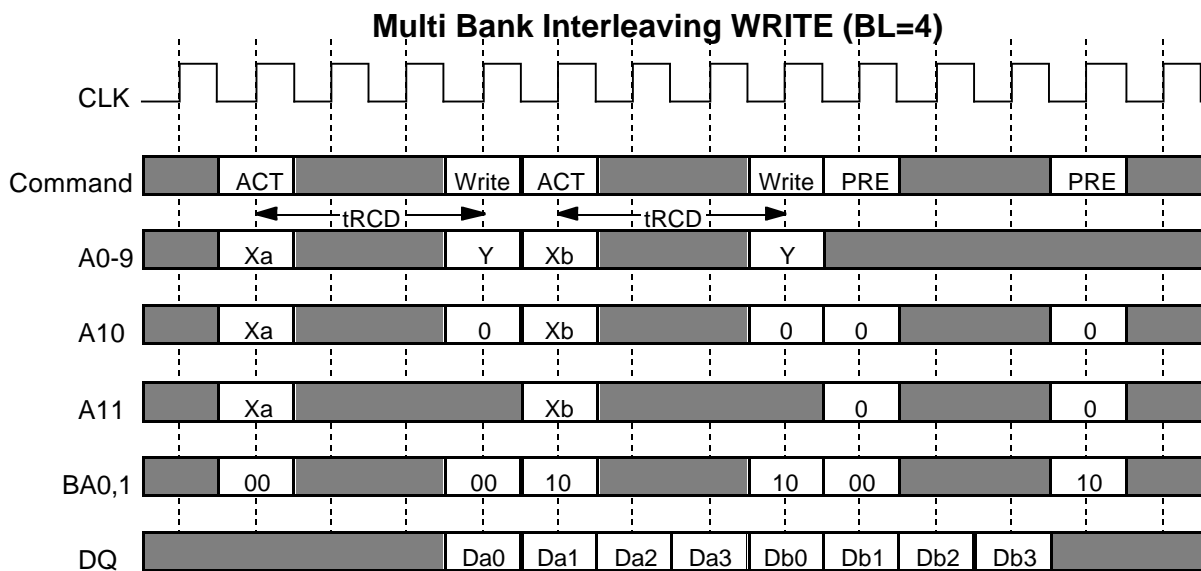 Multi Bank Interleaving WRITE (BL=4)
CLK
Command ACT Write ACT Write PRE PRE
tRCD tRCD
A0-9 Xa Y Xb Y
A10 Xa 0 Xb 0 0 0
A11 Xa Xb 0 0
BA0,1 00 00 10 10 00 10
DQ Da0 Da1 Da2 Da3 Db0 Db1 Db2 Db3